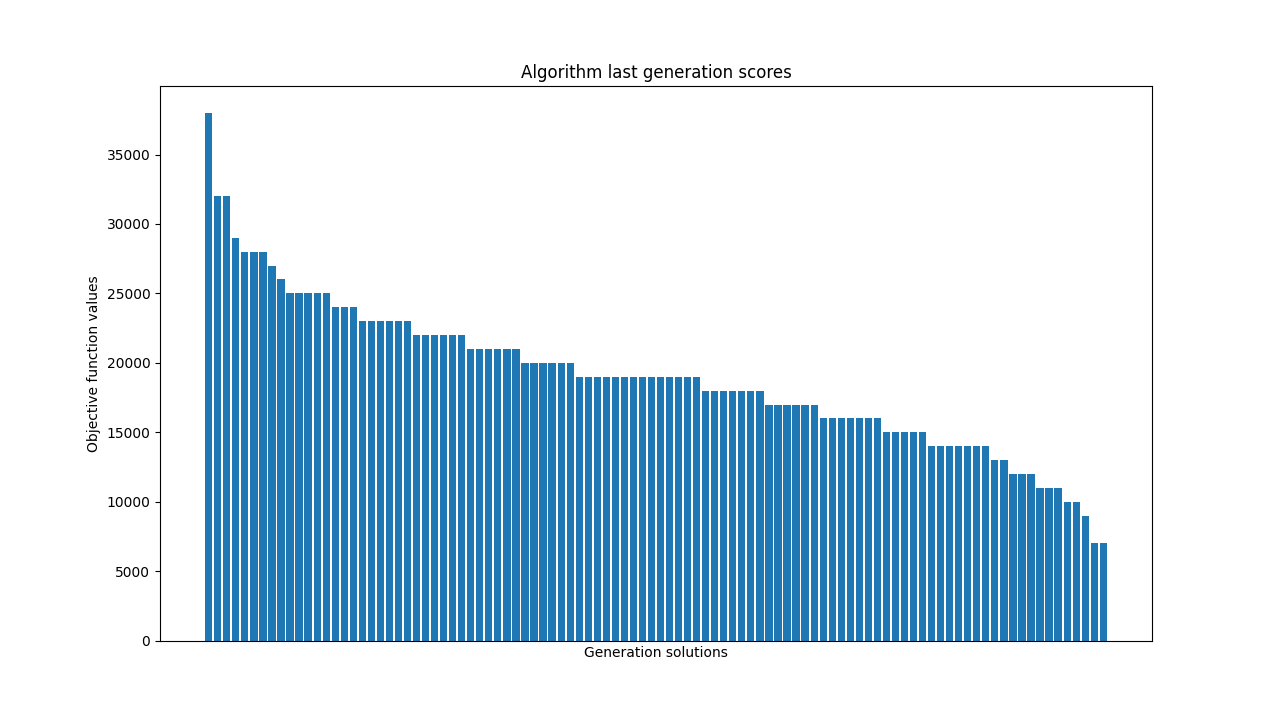 Algorithm last generation scores
35000
30000
25000
20000
15000
10000
5000
0
Objective function values
Generation solutions